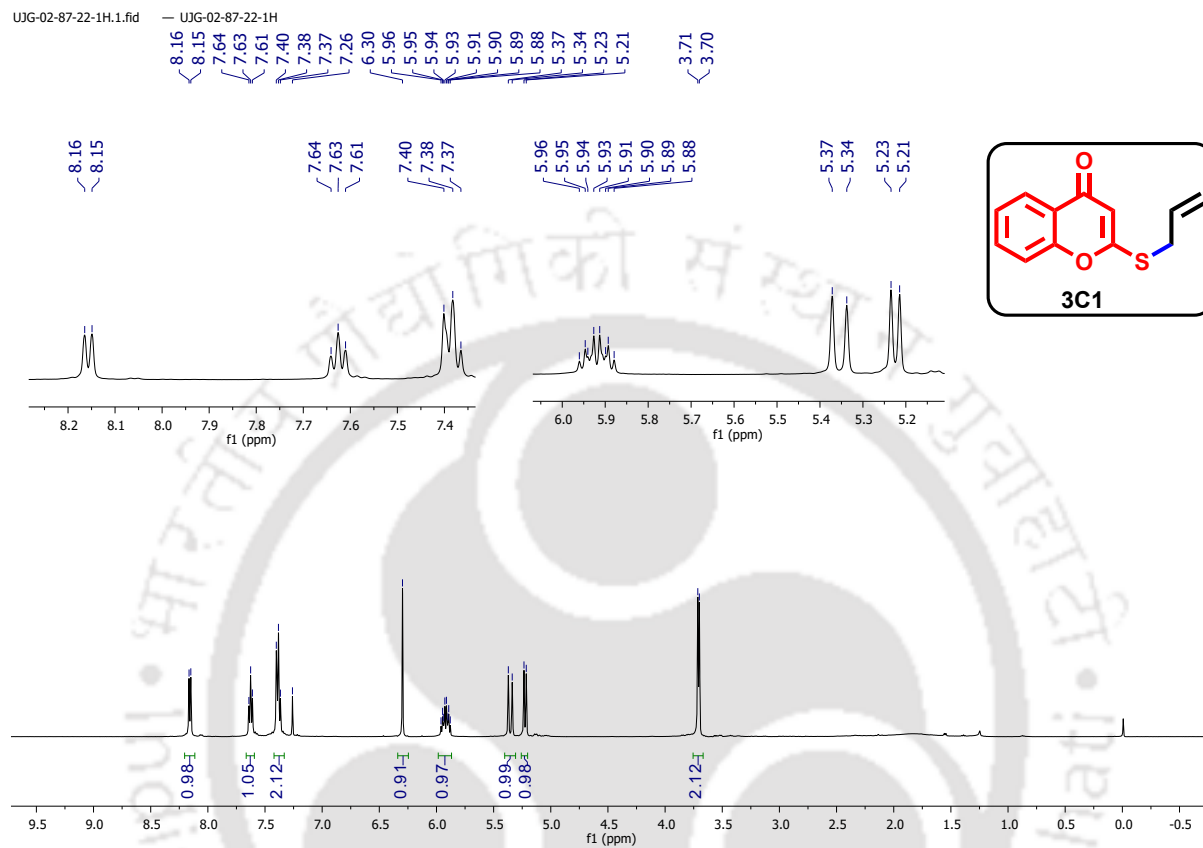 UJG-02-87-22-1H.1.fid — UJG-02-87-22-1H
8.16 8.15 7.64 7.63 7.61 7.40 7.38 7.37 7.26 6.30 5.96 5.95 5.94 5.93 5.91 5.90 5.89 5.88 5.37 5.34 5.23 5.21 3.71 3.70
8.16 8.15 7.64 7.63 7.61 7.40 7.38 7.37
5.96 5.95 5.94 5.93 5.91 5.90 5.89 5.88 5.37 5.34 5.23 5.21
O
O
S
3C1
8.2 8.1 8.0 7.9 7.8 7.7 7.6 7.5 7.4
f1 (ppm)
6.0 5.9 5.8 5.7 5.6 5.5 5.4 5.3 5.2
f1 (ppm)
0.98 1.05 2.12 0.91 0.97 0.99 0.98 2.12
9.5 9.0 8.5 8.0 7.5 7.0 6.5 6.0 5.5 5.0 4.5 4.0 3.5 3.0 2.5 2.0 1.5 1.0 0.5 0.0 -0.5
f1 (ppm)